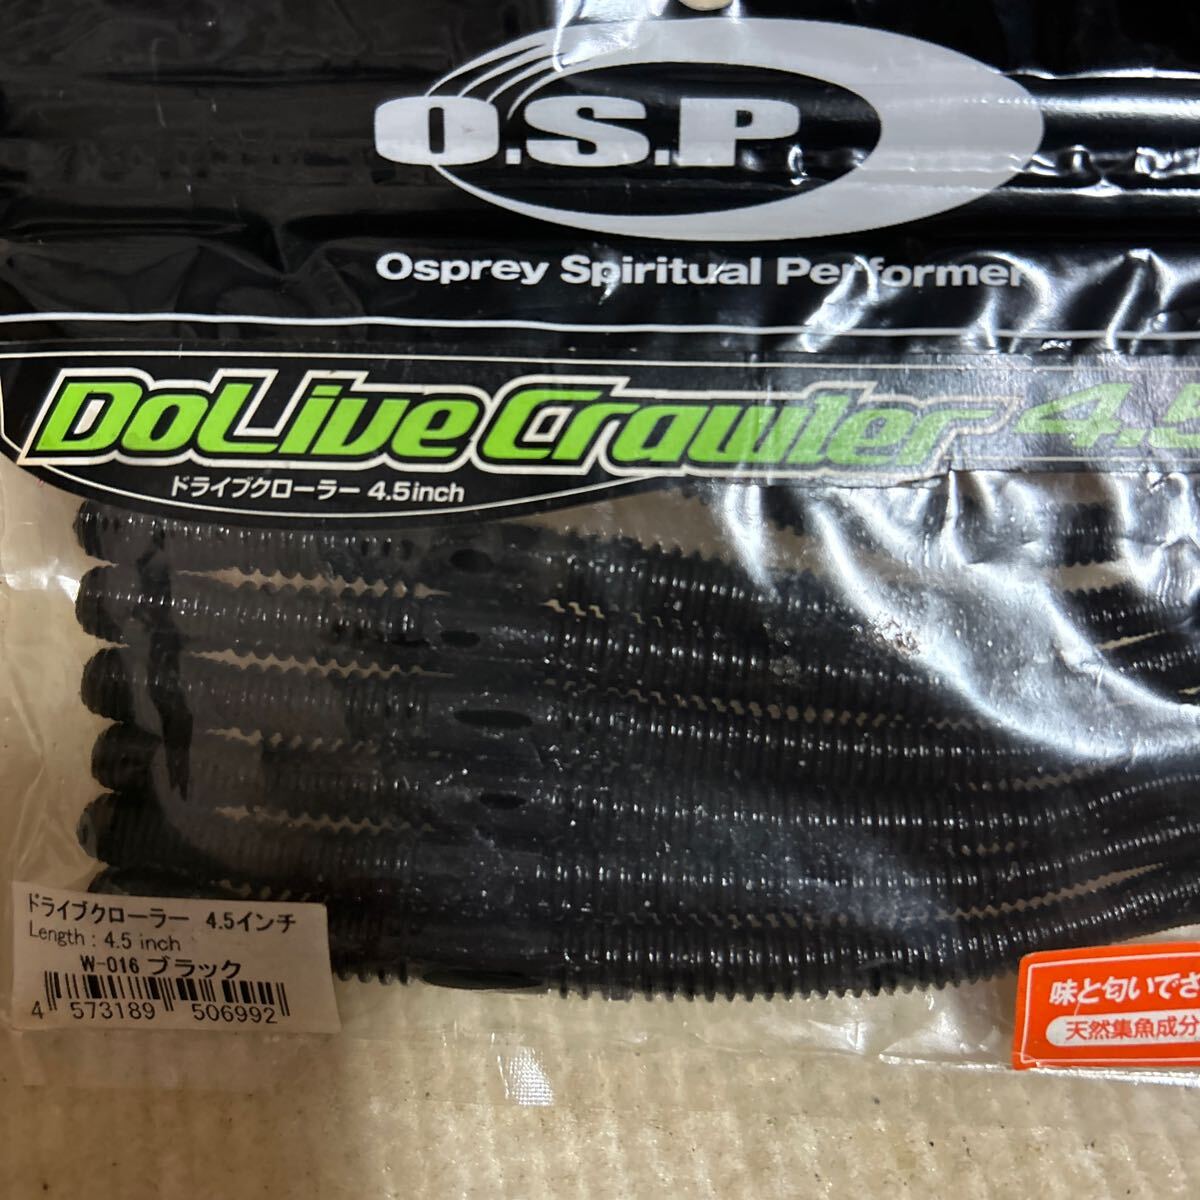 O.S.P
Osprey Spiritual Performer
DoLive Crawler 4.5
ドライブクローラー 4.5inch
ドライブクローラー 4.5インチ
Length : 4.5 inch
W-016 ブラック
4 573189 506992
味と匂いでさ
天然集魚成分